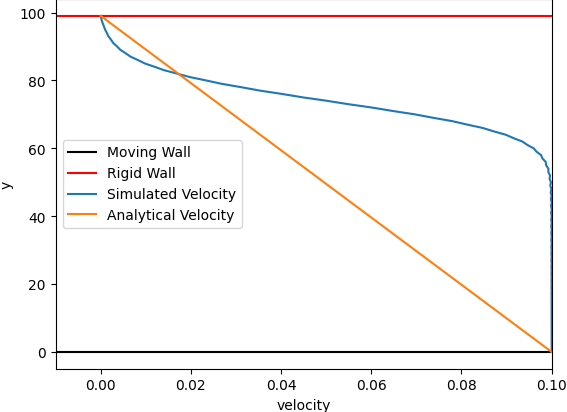 100
80
60
40
20
0
y
Moving Wall
Rigid Wall
Simulated Velocity
Analytical Velocity
0.00 0.02 0.04 0.06 0.08 0.10
velocity